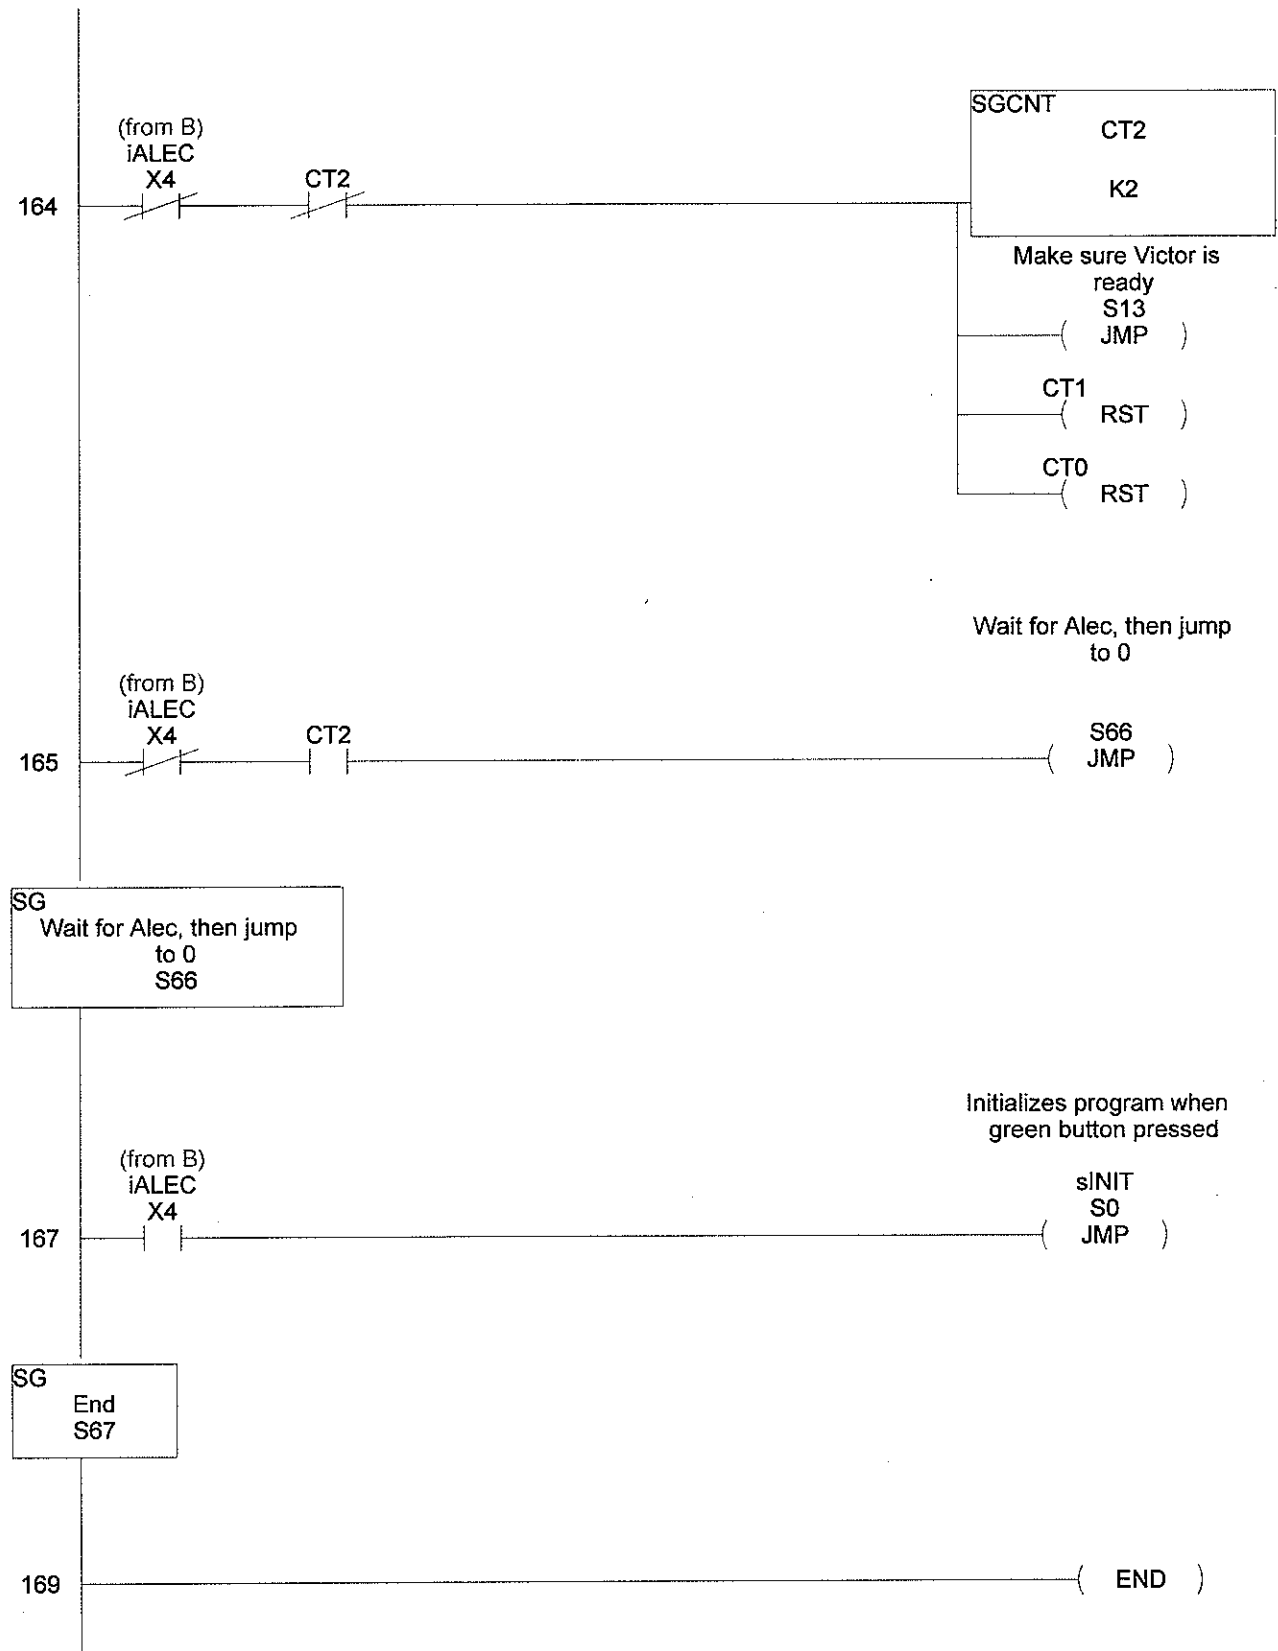 SGCNT
CT2
K2
(from B)
iALEC
X4
CT2
164
Make sure Victor is
ready
S13
JMP
CT1
RST
CT0
RST
Wait for Alec, then jump
to 0
(from B)
iALEC
X4
CT2
S66
JMP
165
SG
Wait for Alec, then jump
to 0
S66
Initializes program when
green button pressed
(from B)
iALEC
X4
sINIT
S0
JMP
167
SG
End
S67
169
END